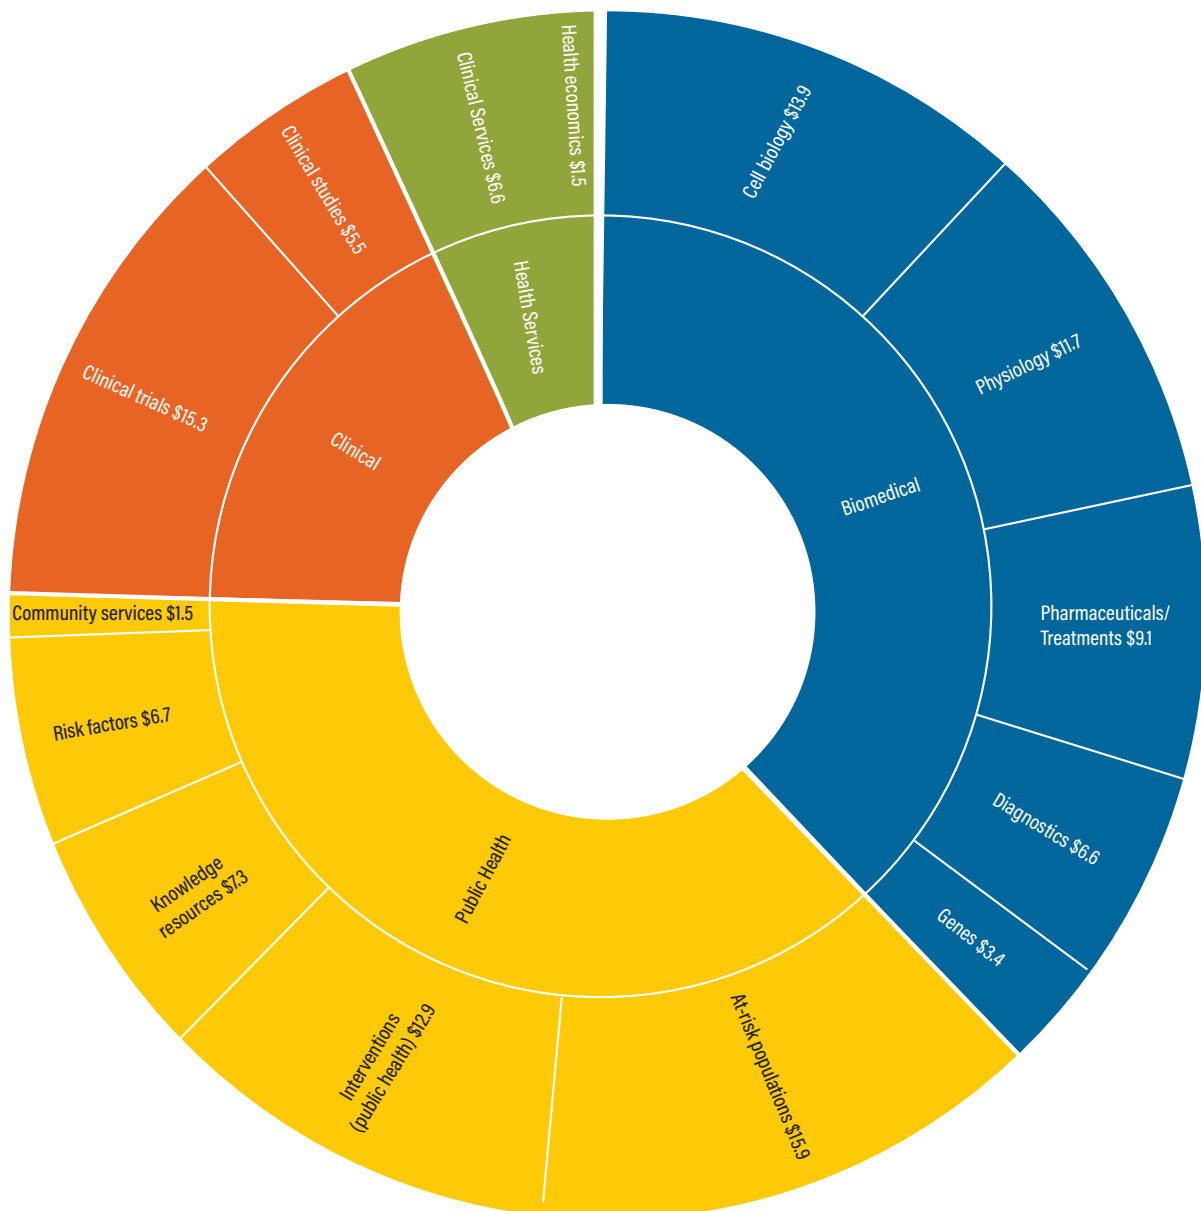 Cell biology $13.9
Physiology $11.7
Pharmaceuticals/
Treatments $9.1
Diagnostics $6.6
Genes $3.4
Biomedical
At-risk populations $15.9
Interventions
(public health) $12.9
Knowledge
resources $7.3
Risk factors $6.7
Community services $1.5
Public Health
Clinical trials $15.3
Clinical studies $5.5
Clinical
Clinical Services $6.6
Health economics $1.5
Health Services